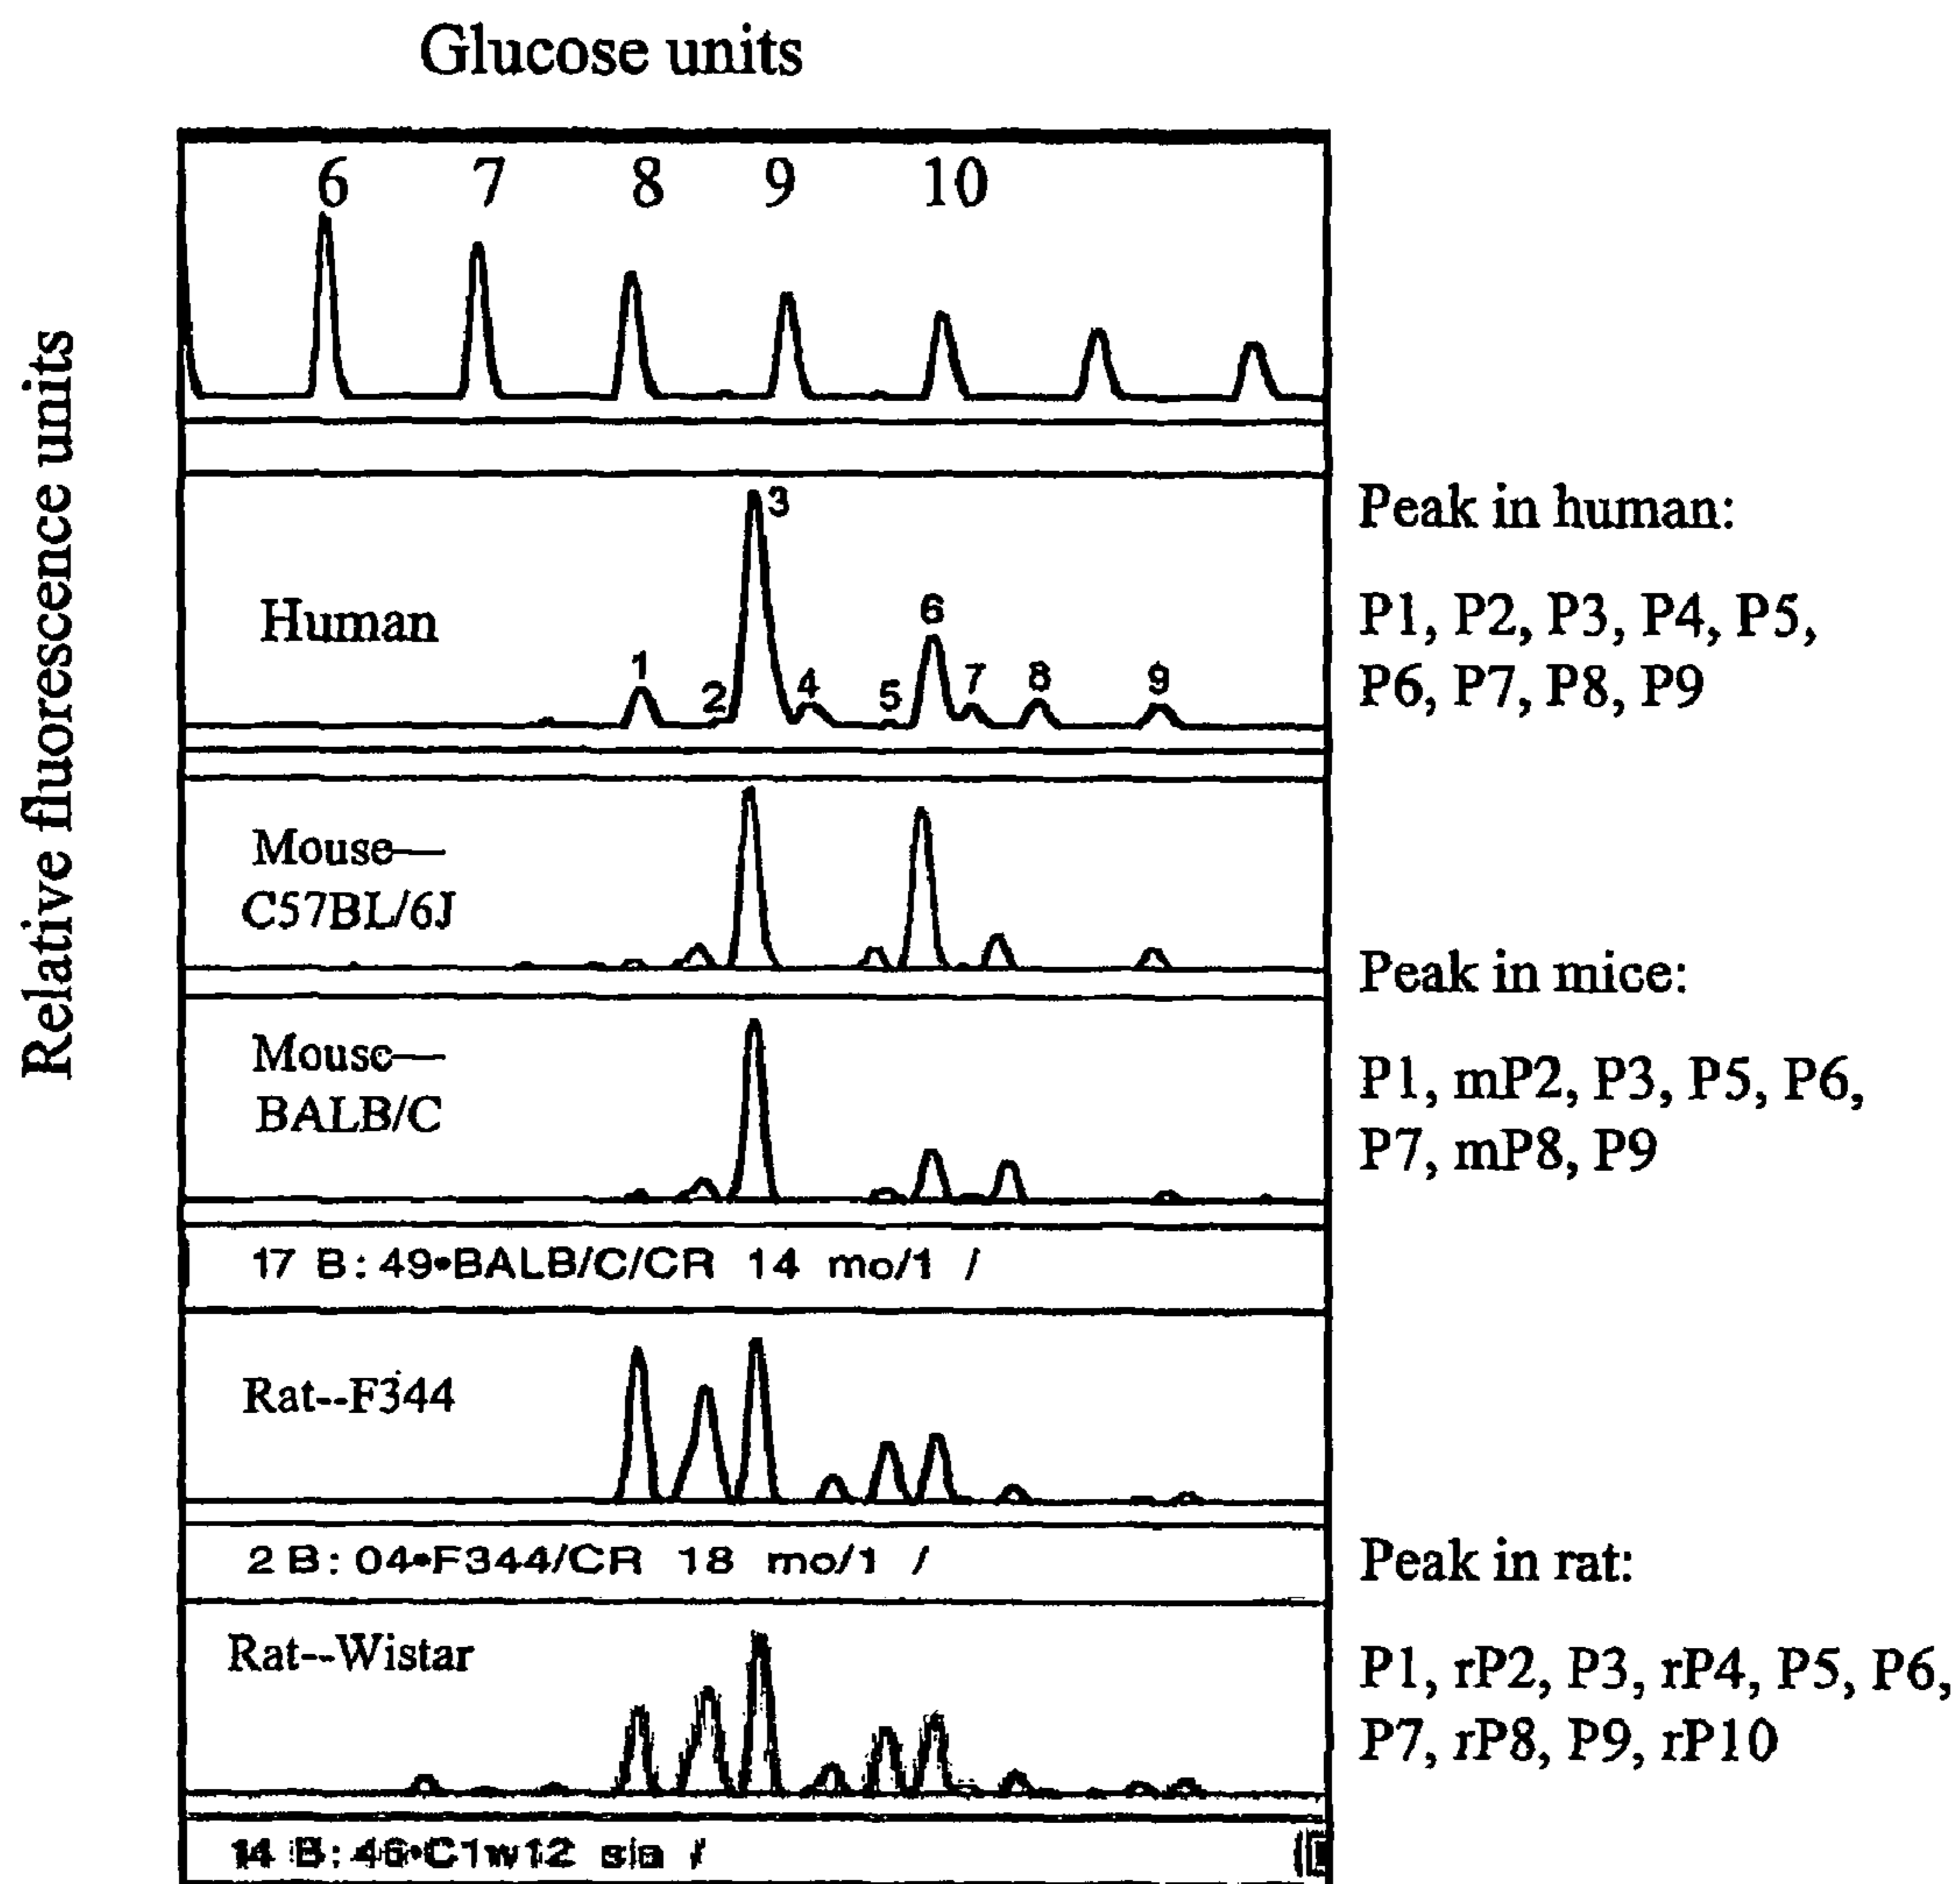 Glucose units
6 7 8 9 10
Relative fluorescence units
3
6
1 2 4 5 7 8 9
Human
Peak in human:
P1, P2, P3, P4, P5,
P6, P7, P8, P9
Mouse—
C57BL/6J
Mouse—
BALB/C
Peak in mice:
P1, mP2, P3, P5, P6,
P7, mP8, P9
17 B: 49•BALB/C/CR 14 mo/1 /
Rat--F344
2 B: 04•F344/CR 18 mo/1 /
Rat--Wistar
Peak in rat:
P1, rP2, P3, rP4, P5, P6,
P7, rP8, P9, rP10
14 B: 46•C1w12 /